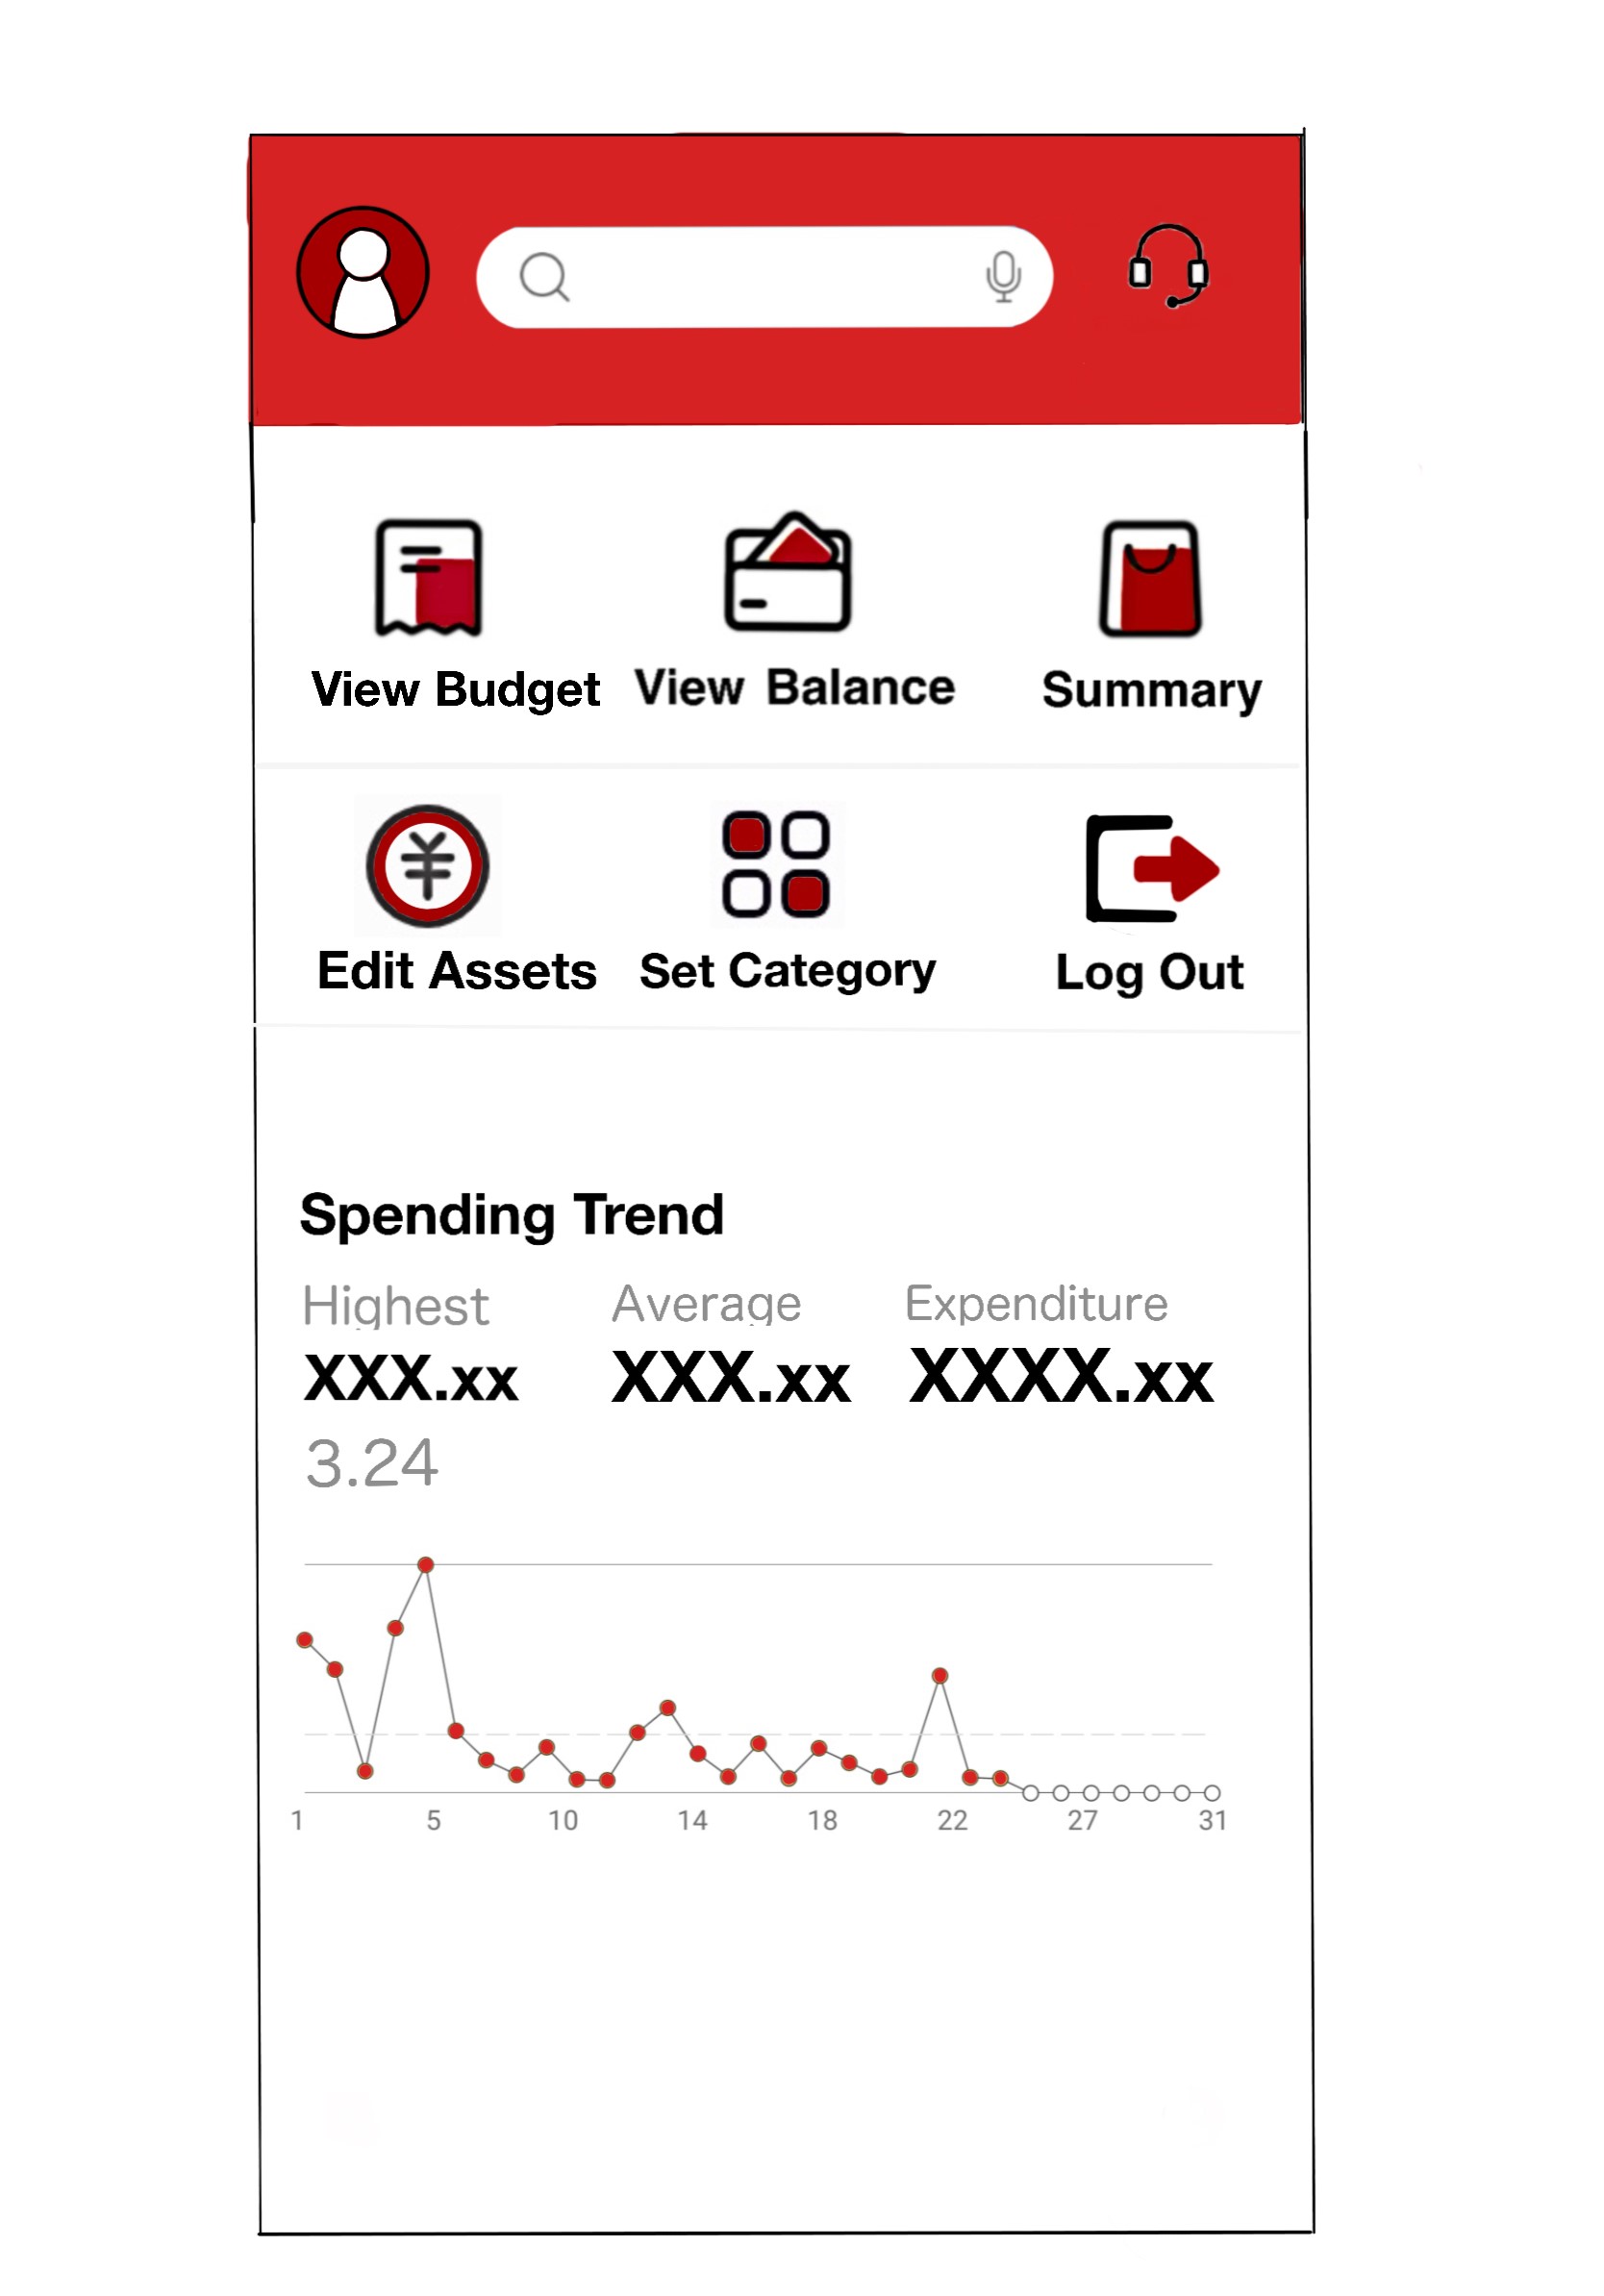 View Budget View Balance Summary
Edit Assets Set Category Log Out
Spending Trend
Highest Average Expenditure
XXX.xx XXX.xx XXXX.xx
3.24
1 5 10 14 18 22 27 31